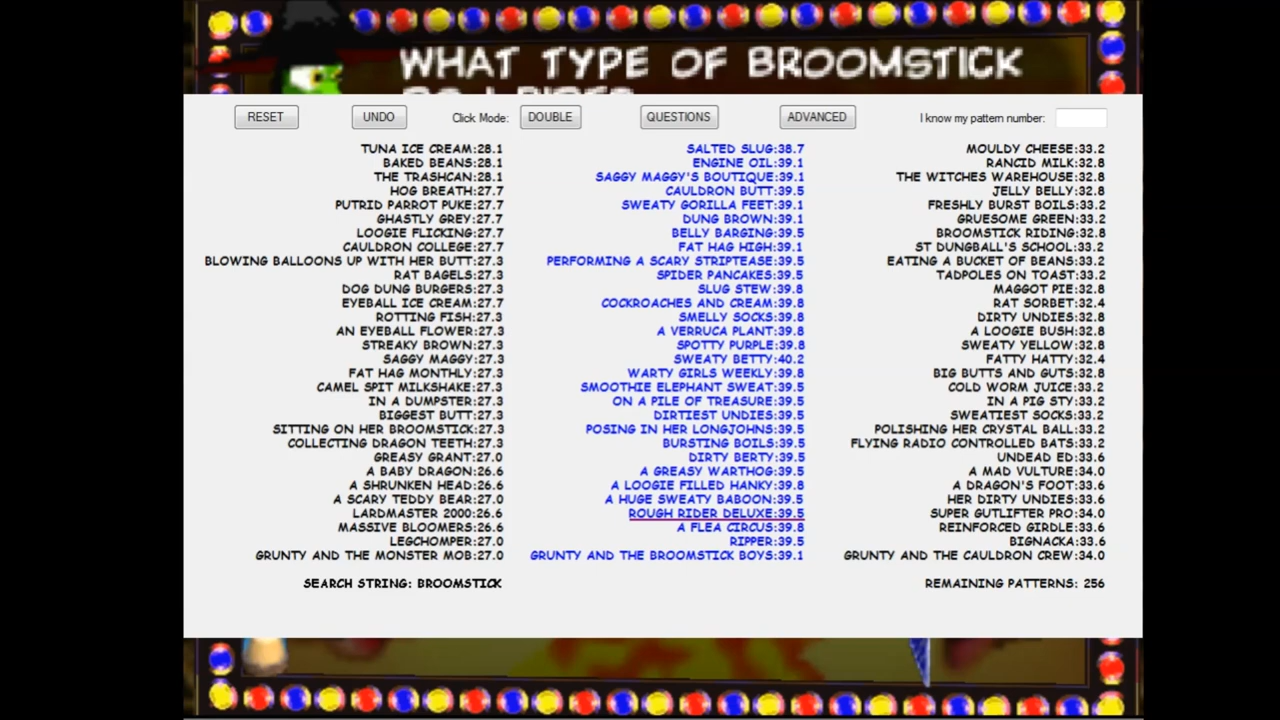 WHAT TYPE OF BROOMSTICK
RESET UNDO Click Mode: DOUBLE QUESTIONS ADVANCED I know my pattern number:
TUNA ICE CREAM:28.1 SALTED SLUG:38.7 MOULDY CHEESE:33.2
BAKED BEANS:28.1 ENGINE OIL:39.1 RANCID MILK:32.8
THE TRASHCAN:28.1 SAGGY MAGGY'S BOUTIQUE:39.1 THE WITCHES WAREHOUSE:32.8
HOG BREATH:27.7 CAULDRON BUTT:39.5 JELLY BELLY:32.8
PUTRID PARROT PUKE:27.7 SWEATY GORILLA FEET:39.1 FRESHLY BURST BOILS:33.2
GHASTLY GREY:27.7 DUNG BROWN:39.1 GRUESOME GREEN:33.2
LOOGIE FLICKING:27.7 BELLY BARGING:39.5 BROOMSTICK RIDING:32.8
CAULDRON COLLEGE:27.7 FAT HAG HIGH:39.1 ST DUNGBALL'S SCHOOL:33.2
BLOWING BALLOONS UP WITH HER BUTT:27.3 PERFORMING A SCARY STRIPTEASE:39.5 EATING A BUCKET OF BEANS:33.2
RAT BAGELS:27.3 SPIDER PANCAKES:39.5 TADPOLES ON TOAST:33.2
DOG DUNG BURGERS:27.3 SLUG STEW:39.8 MAGGOT PIE:32.8
EYEBALL ICE CREAM:27.7 COCKROACHES AND CREAM:39.8 RAT SORBET:32.4
ROTTING FISH:27.3 SMELLY SOCKS:39.8 DIRTY UNDIES:32.8
AN EYEBALL FLOWER:27.3 A VERRUCA PLANT:39.8 A LOOGIE BUSH:32.8
STREAKY BROWN:27.3 SPOTTY PURPLE:39.8 SWEATY YELLOW:32.8
SAGGY MAGGY:27.3 SWEATY BETTY:40.2 FATTY HATTY:32.4
FAT HAG MONTHLY:27.3 WARTY GIRLS WEEKLY:39.8 BIG BUTTS AND GUTS:32.8
CAMEL SPIT MILKSHAKE:27.3 SMOOTHIE ELEPHANT SWEAT:39.5 COLD WORM JUICE:33.2
IN A DUMPSTER:27.3 ON A PILE OF TREASURE:39.5 IN A PIG STY:33.2
BIGGEST BUTT:27.3 DIRTIEST UNDIES:39.5 SWEATIEST SOCKS:33.2
SITTING ON HER BROOMSTICK:27.3 POSING IN HER LONGJOHNS:39.5 POLISHING HER CRYSTAL BALL:33.2
COLLECTING DRAGON TEETH:27.3 BURSTING BOILS:39.5 FLYING RADIO CONTROLLED BATS:33.2
GREASY GRANT:27.0 DIRTY BERTY:39.5 UNDEAD ED:33.6
A BABY DRAGON:26.6 A GREASY WARTHOG:39.5 A MAD VULTURE:34.0
A SHRUNKEN HEAD:26.6 A LOOGIE FILLED HANKY:39.8 A DRAGON'S FOOT:33.6
A SCARY TEDDY BEAR:27.0 A HUGE SWEATY BABOON:39.5 HER DIRTY UNDIES:33.6
LARDMASTER 2000:26.6 ROUGH RIDER DELUXE:39.5 SUPER GUTLIFTER PRO:34.0
MASSIVE BLOOMERS:26.6 A FLEA CIRCUS:39.8 REINFORCED GIRDLE:33.6
LEGCHOMPER:27.0 RIPPER:39.5 BIGNACKA:33.6
GRUNTY AND THE MONSTER MOB:27.0 GRUNTY AND THE BROOMSTICK BOYS:39.1 GRUNTY AND THE CAULDRON CREW:34.0
SEARCH STRING: BROOMSTICK REMAINING PATTERNS: 256